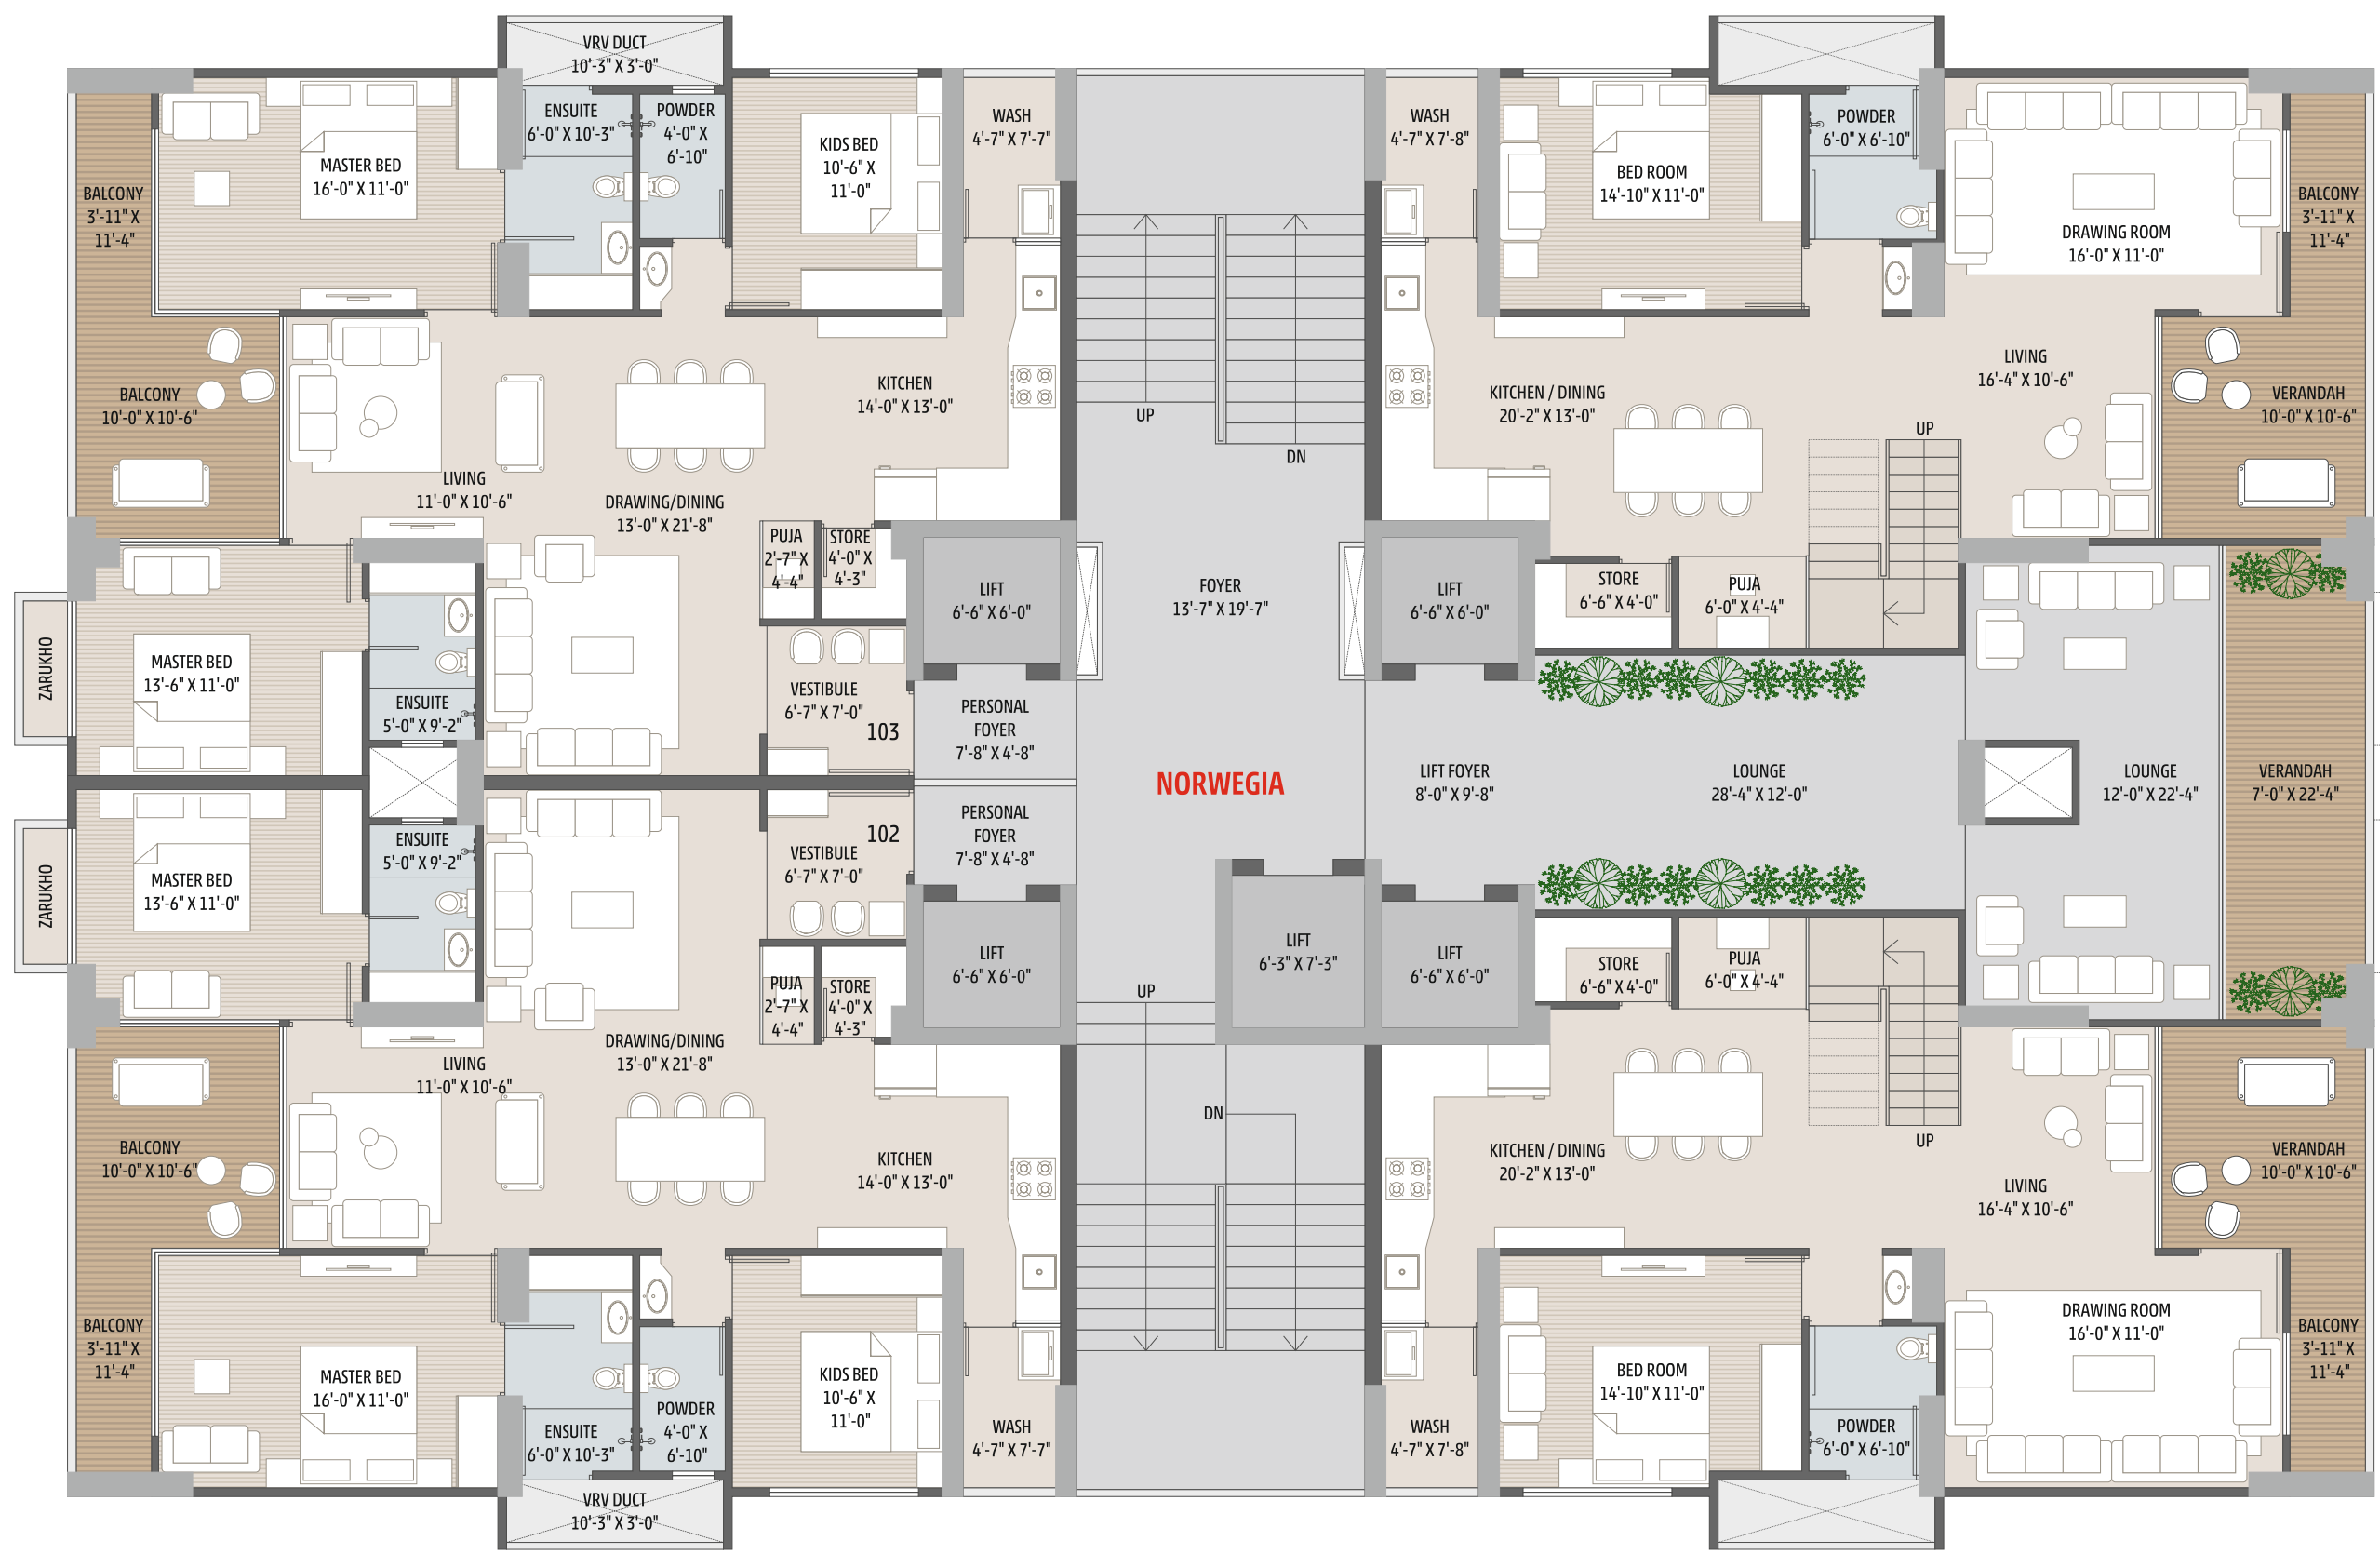 VRV DUCT
10'-3" X 3'-0"
ENSUITE
6'-0" X 10'-3"
POWDER
4'-0" X
6'-10"
MASTER BED
16'-0" X 11'-0"
KIDS BED
10'-6" X
11'-0"
WASH
4'-7" X 7'-7"
WASH
4'-7" X 7'-8"
BED ROOM
14'-10" X 11'-0"
POWDER
6'-0" X 6'-10"
DRAWING ROOM
16'-0" X 11'-0"
BALCONY
3'-11" X
11'-4"
BALCONY
3'-11" X
11'-4"
BALCONY
10'-0" X 10'-6"
LIVING
11'-0" X 10'-6"
DRAWING/DINING
13'-0" X 21'-8"
KITCHEN
14'-0" X 13'-0"
UP
DN
KITCHEN / DINING
20'-2" X 13'-0"
LIVING
16'-4" X 10'-6"
UP
VERANDAH
10'-0" X 10'-6"
PUJA
2'-7" X
4'-4"
STORE
4'-0" X
4'-3"
LIFT
6'-6" X 6'-0"
FOYER
13'-7" X 19'-7"
LIFT
6'-6" X 6'-0"
STORE
6'-6" X 4'-0"
PUJA
6'-0" X 4'-4"
ZARUKHO
MASTER BED
13'-6" X 11'-0"
ENSUITE
5'-0" X 9'-2"
VESTIBULE
6'-7" X 7'-0"
103
PERSONAL
FOYER
7'-8" X 4'-8"
NORWEGIA
LIFT FOYER
8'-0" X 9'-8"
LOUNGE
28'-4" X 12'-0"
LOUNGE
12'-0" X 22'-4"
VERANDAH
7'-0" X 22'-4"
ZARUKHO
MASTER BED
13'-6" X 11'-0"
ENSUITE
5'-0" X 9'-2"
VESTIBULE
6'-7" X 7'-0"
102
PERSONAL
FOYER
7'-8" X 4'-8"
PUJA
2'-7" X
4'-4"
STORE
4'-0" X
4'-3"
LIFT
6'-6" X 6'-0"
LIFT
6'-3" X 7'-3"
LIFT
6'-6" X 6'-0"
STORE
6'-6" X 4'-0"
PUJA
6'-0" X 4'-4"
UP
DN
BALCONY
10'-0" X 10'-6"
LIVING
11'-0" X 10'-6"
DRAWING/DINING
13'-0" X 21'-8"
KITCHEN
14'-0" X 13'-0"
KITCHEN / DINING
20'-2" X 13'-0"
UP
LIVING
16'-4" X 10'-6"
VERANDAH
10'-0" X 10'-6"
BALCONY
3'-11" X
11'-4"
MASTER BED
16'-0" X 11'-0"
ENSUITE
6'-0" X 10'-3"
POWDER
4'-0" X
6'-10"
KIDS BED
10'-6" X
11'-0"
WASH
4'-7" X 7'-7"
WASH
4'-7" X 7'-8"
BED ROOM
14'-10" X 11'-0"
POWDER
6'-0" X 6'-10"
DRAWING ROOM
16'-0" X 11'-0"
BALCONY
3'-11" X
11'-4"
VRV DUCT
10'-3" X 3'-0"